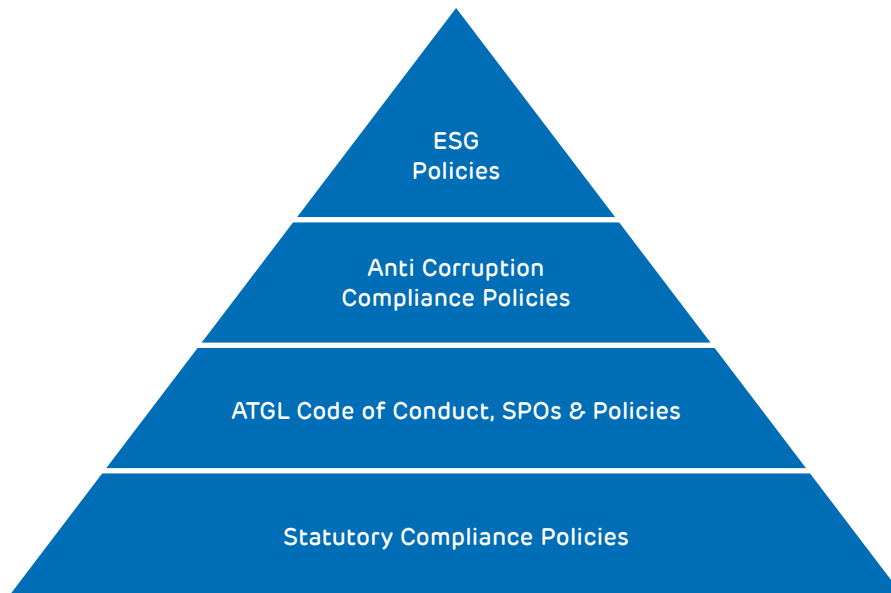 ESG
Policies
Anti Corruption
Compliance Policies
ATGL Code of Conduct, SPOs & Policies
Statutory Compliance Policies